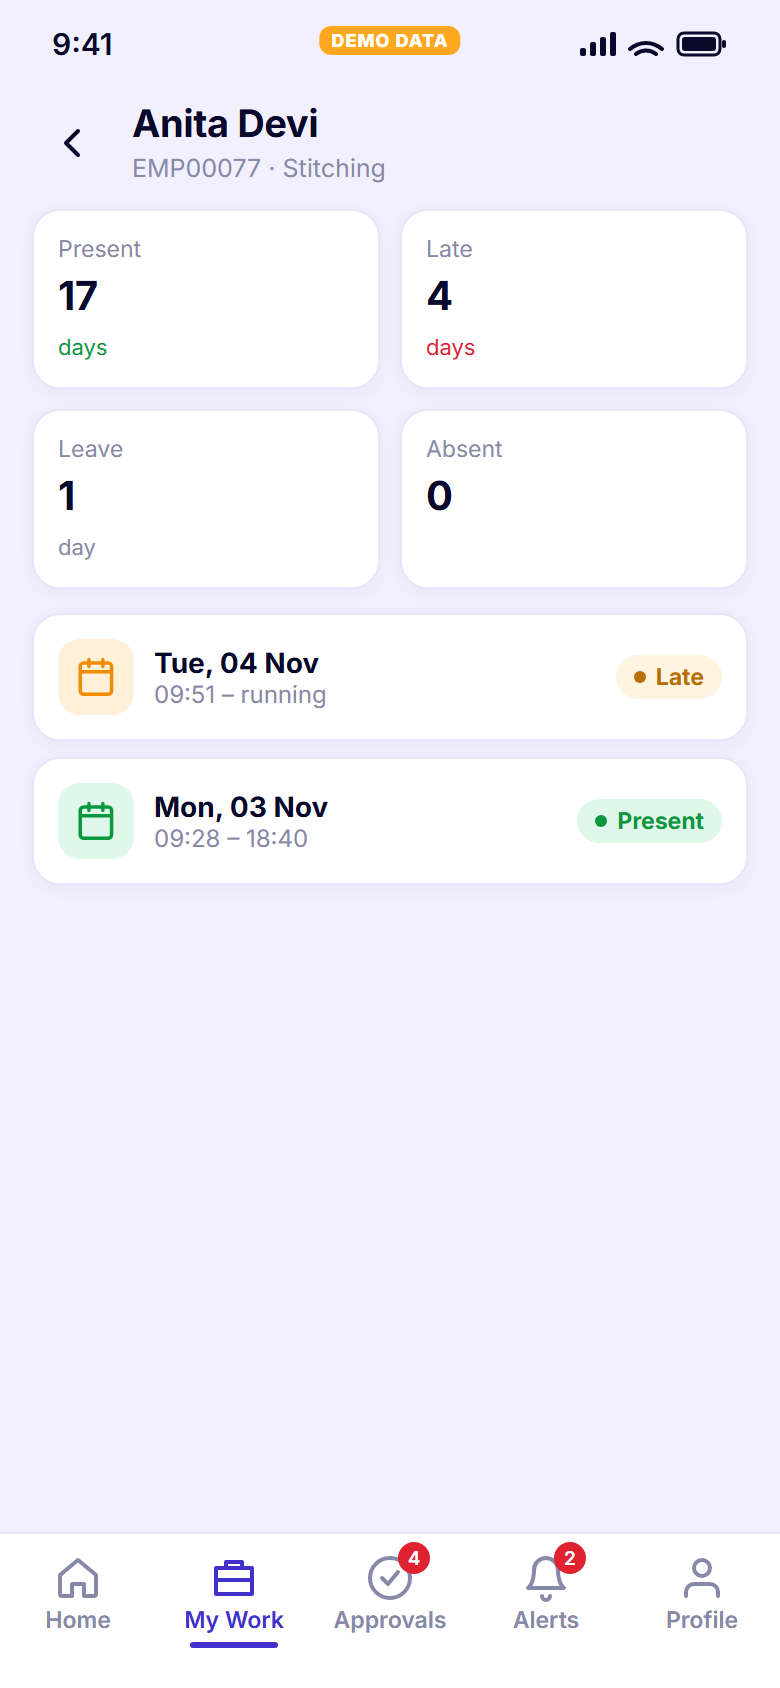 9:41
DEMO DATA
Anita Devi
EMP00077 · Stitching
Present
17
days
Late
4
days
Leave
1
day
Absent
0
Tue, 04 Nov
09:51 – running
Late
Mon, 03 Nov
09:28 – 18:40
Present
4
2
Home
My Work
Approvals
Alerts
Profile